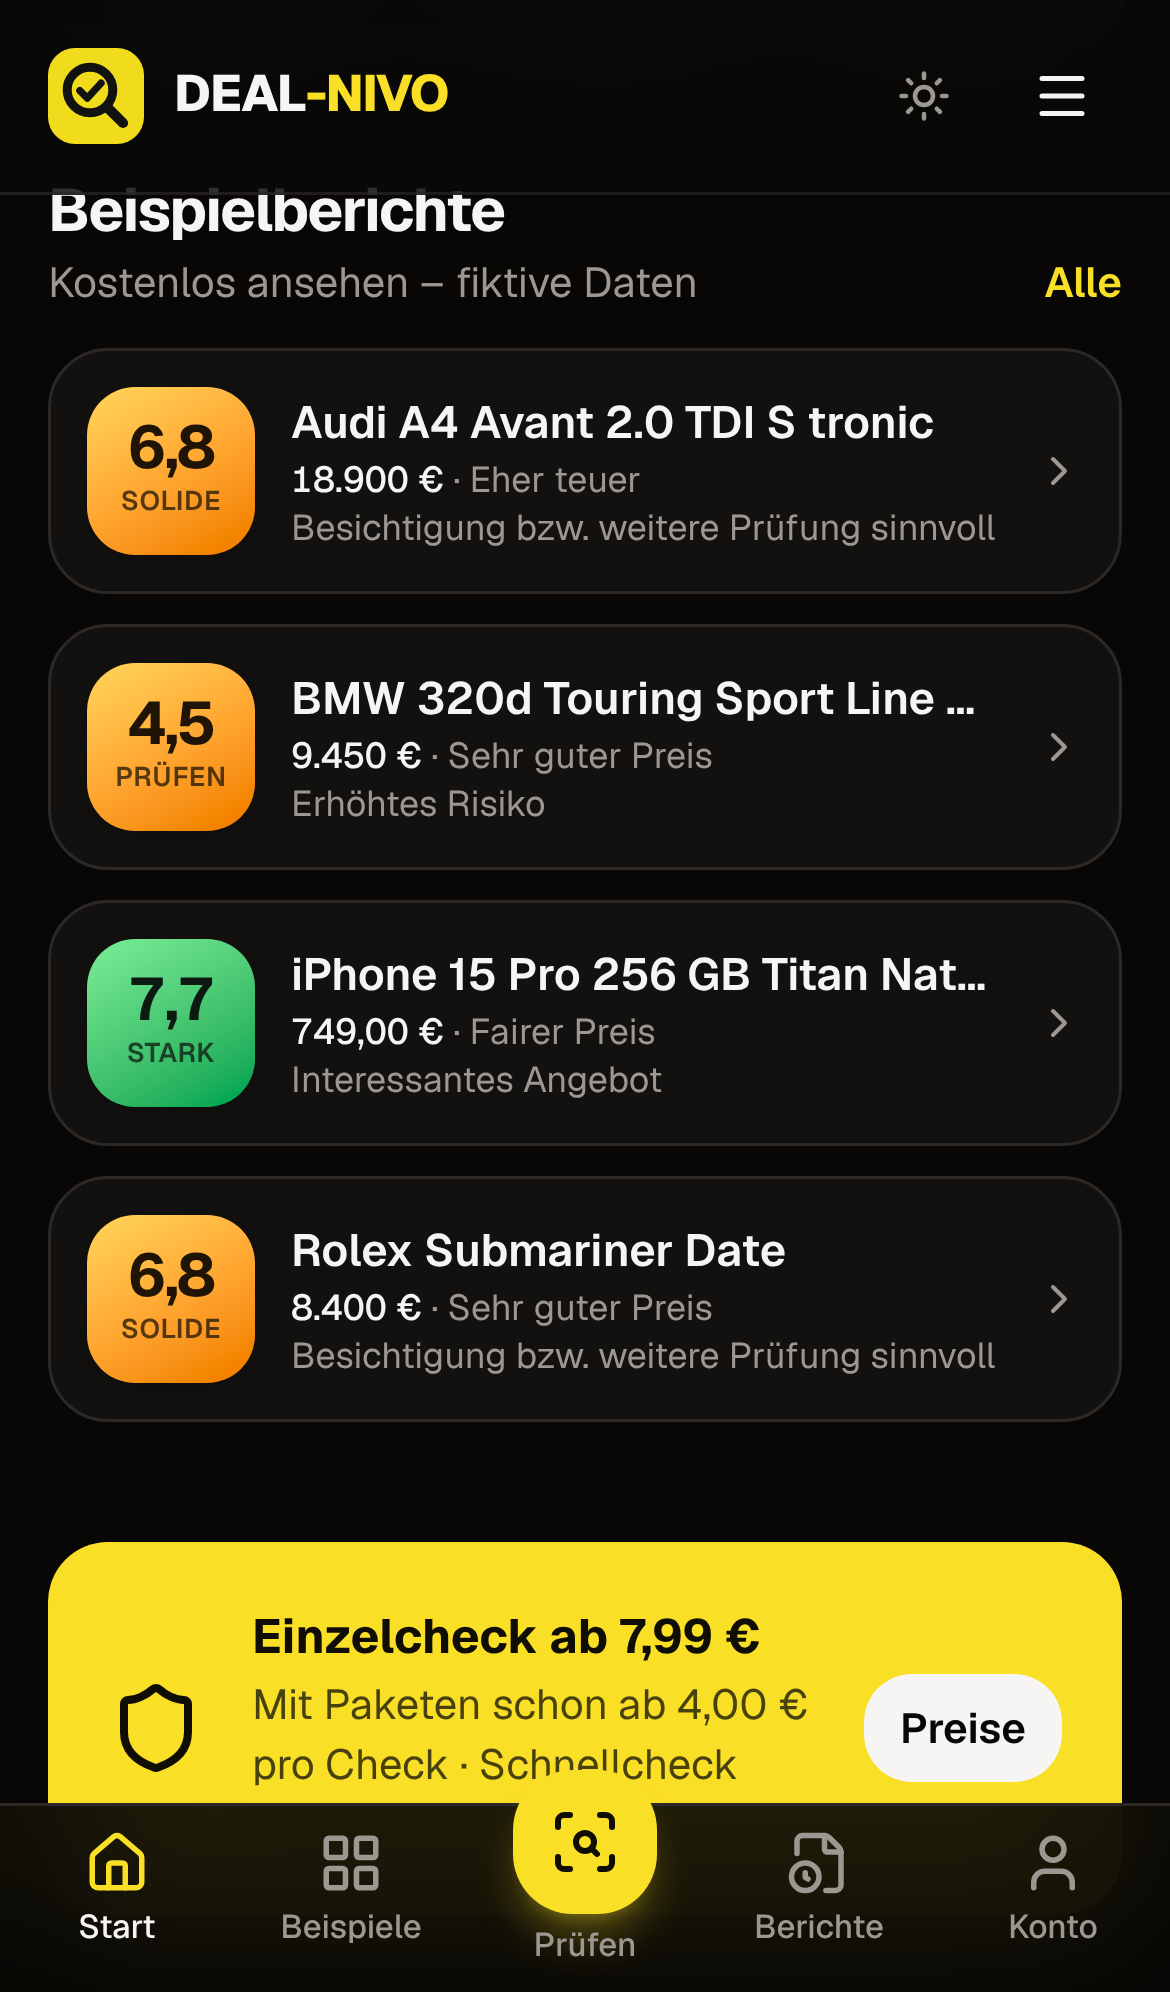 DEAL-NIVO
Beispielberichte
Kostenlos ansehen – fiktive Daten
Alle
6,8
SOLIDE
Audi A4 Avant 2.0 TDI S tronic
18.900 € · Eher teuer
Besichtigung bzw. weitere Prüfung sinnvoll
4,5
PRÜFEN
BMW 320d Touring Sport Line ...
9.450 € · Sehr guter Preis
Erhöhtes Risiko
7,7
STARK
iPhone 15 Pro 256 GB Titan Nat...
749,00 € · Fairer Preis
Interessantes Angebot
6,8
SOLIDE
Rolex Submariner Date
8.400 € · Sehr guter Preis
Besichtigung bzw. weitere Prüfung sinnvoll
Einzelcheck ab 7,99 €
Mit Paketen schon ab 4,00 €
pro Check · Schnellcheck
Preise
Start
Beispiele
Prüfen
Berichte
Konto